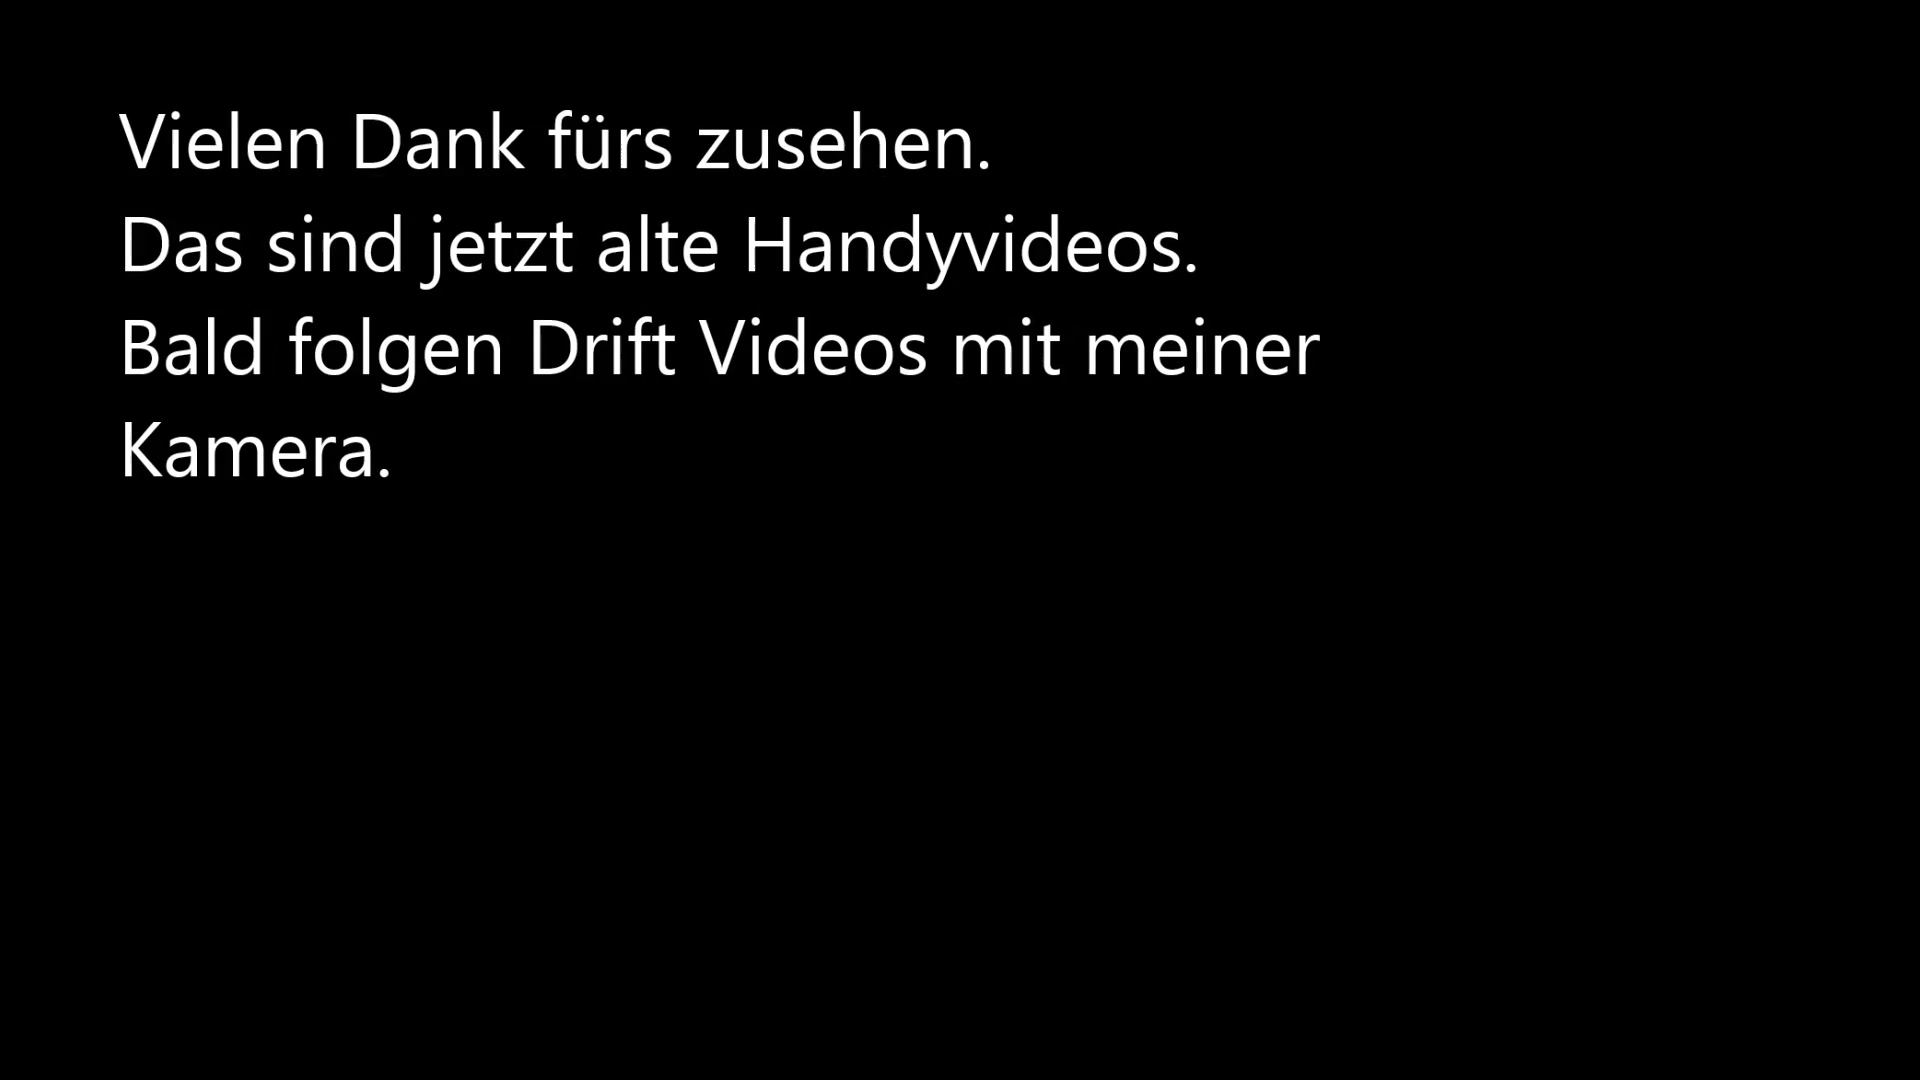 Vielen Dank fürs zusehen.
Das sind jetzt alte Handyvideos.
Bald folgen Drift Videos mit meiner
Kamera.